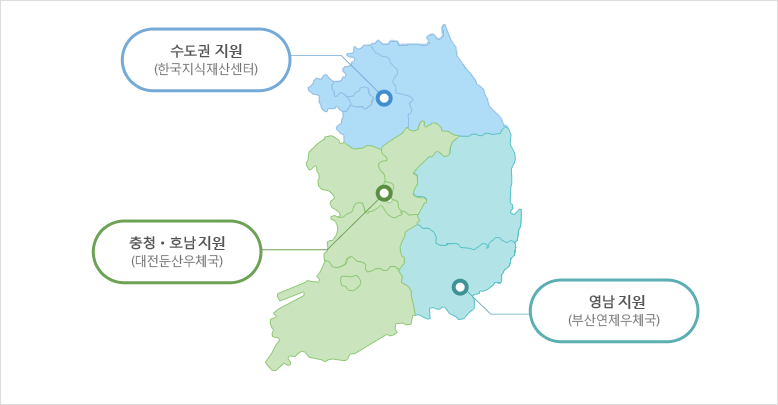 수도권 지원
(한국지식재산센터)
충청·호남 지원
(대전둔산우체국)
영남 지원
(부산연제우체국)